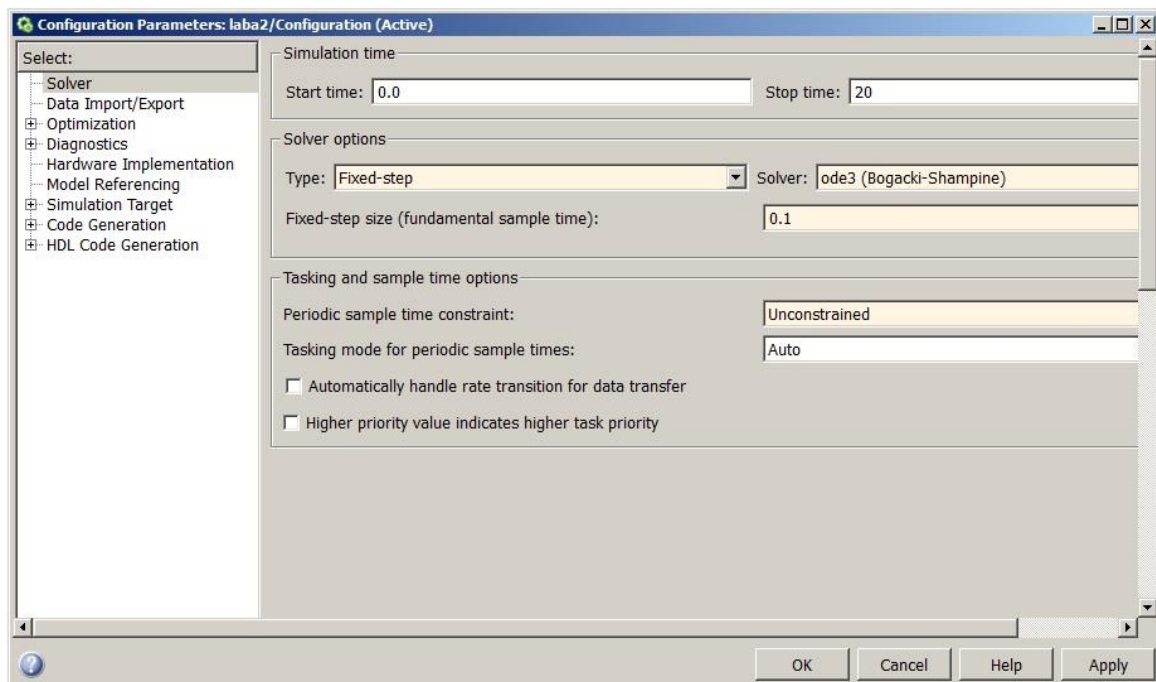 Configuration Parameters: laba2/Configuration (Active)
Select:
Solver
Data Import/Export
Optimization
Diagnostics
Hardware Implementation
Model Referencing
Simulation Target
Code Generation
HDL Code Generation
Simulation time
Start time: 0.0 Stop time: 20
Solver options
Type: Fixed-step Solver: ode3 (Bogacki-Shampine)
Fixed-step size (fundamental sample time): 0.1
Tasking and sample time options
Periodic sample time constraint: Unconstrained
Tasking mode for periodic sample times: Auto
Automatically handle rate transition for data transfer
Higher priority value indicates higher task priority
OK Cancel Help Apply